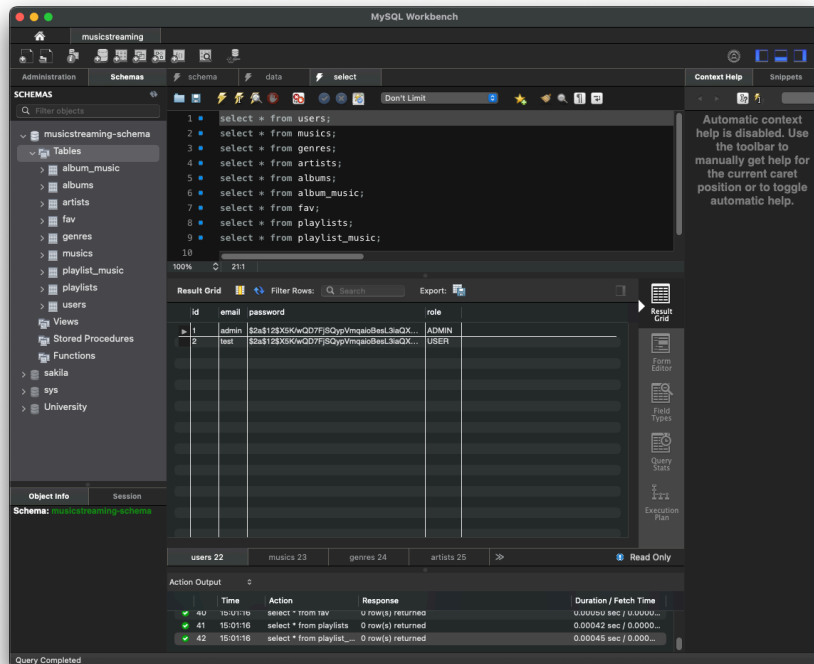 MySQL Workbench
musicstreaming
Administration
Schemas
schema
data
select
Context Help
Snippets
SCHEMAS
Filter objects
Don't Limit
musicstreaming-schema
Tables
album_music
albums
artists
fav
genres
musics
playlist_music
playlists
users
Views
Stored Procedures
Functions
sakila
sys
University
1 select * from users;
2 select * from musics;
3 select * from genres;
4 select * from artists;
5 select * from albums;
6 select * from album_music;
7 select * from fav;
8 select * from playlists;
9 select * from playlist_music;
10
100% 21:1
Automatic context
help is disabled. Use
the toolbar to
manually get help for
the current caret
position or to toggle
automatic help.
Result Grid Filter Rows: Search Export:
id email password role
1 admin $2a$12$X5K/wQD7FjSQypVmqaioBesL3iaQX... ADMIN
2 test $2a$12$X5K/wQD7FjSQypVmqaioBesL3iaQX... USER
Result
Grid
Form
Editor
Field
Types
Query
Stats
Execution
Plan
Object Info
Session
Schema: musicstreaming-schema
users 22
musics 23
genres 24
artists 25
Read Only
Action Output
Time Action Response Duration / Fetch Time
40 15:01:16 select * from fav 0 row(s) returned 0.00050 sec / 0.0000...
41 15:01:16 select * from playlists 0 row(s) returned 0.00042 sec / 0.0000...
42 15:01:16 select * from playlist_... 0 row(s) returned 0.00045 sec / 0.000...
Query Completed